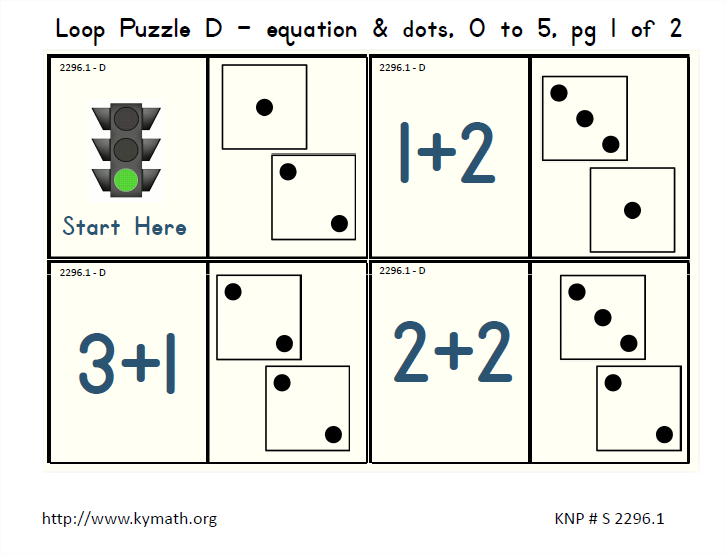 Loop Puzzle D – equation & dots, 0 to 5, pg 1 of 2
2296.1 - D
Start Here
2296.1 - D
1+2
2296.1 - D
3+1
2296.1 - D
2+2
http://www.kymath.org
KNP # S 2296.1